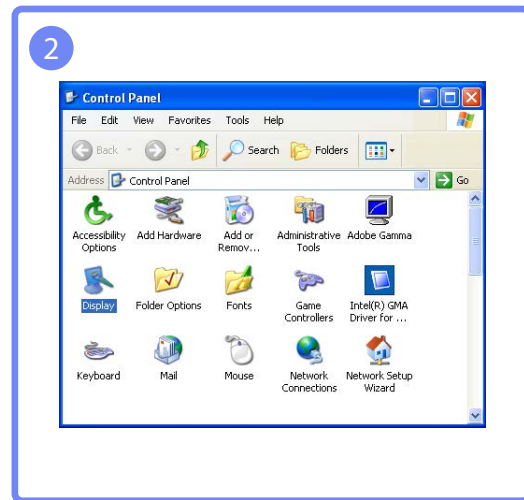 2
Control Panel
File Edit View Favorites Tools Help
Back Search Folders
Address Control Panel Go
Accessibility Options Add Hardware Add or Remov... Administrative Tools Adobe Gamma
Display Folder Options Fonts Game Controllers Intel(R) GMA Driver for ...
Keyboard Mail Mouse Network Connections Network Setup Wizard